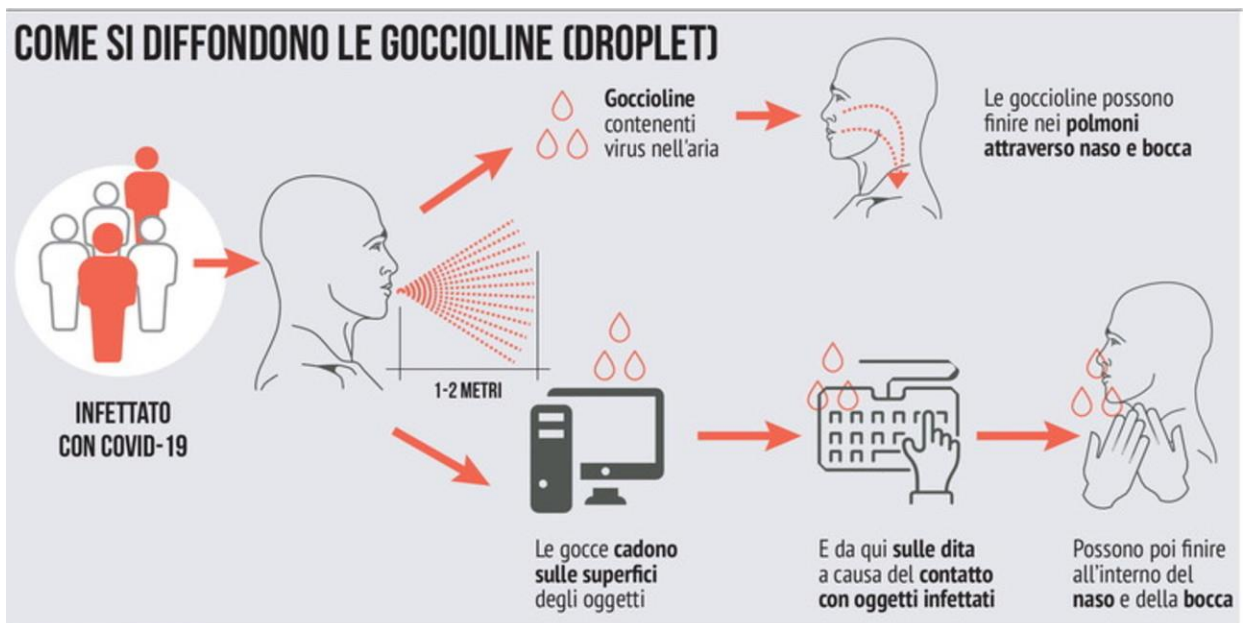 COME SI DIFFONDONO LE GOCCIOLINE (DROPLET)
Goccioline
contenenti
virus nell'aria
Le goccioline possono
finire nei polmoni
attraverso naso e bocca
1-2 METRI
INFETTATO
CON COVID-19
Le gocce cadono
sulle superfici
degli oggetti
E da qui sulle dita
a causa del contatto
con oggetti infettati
Possono poi finire
all'interno del
naso e della bocca